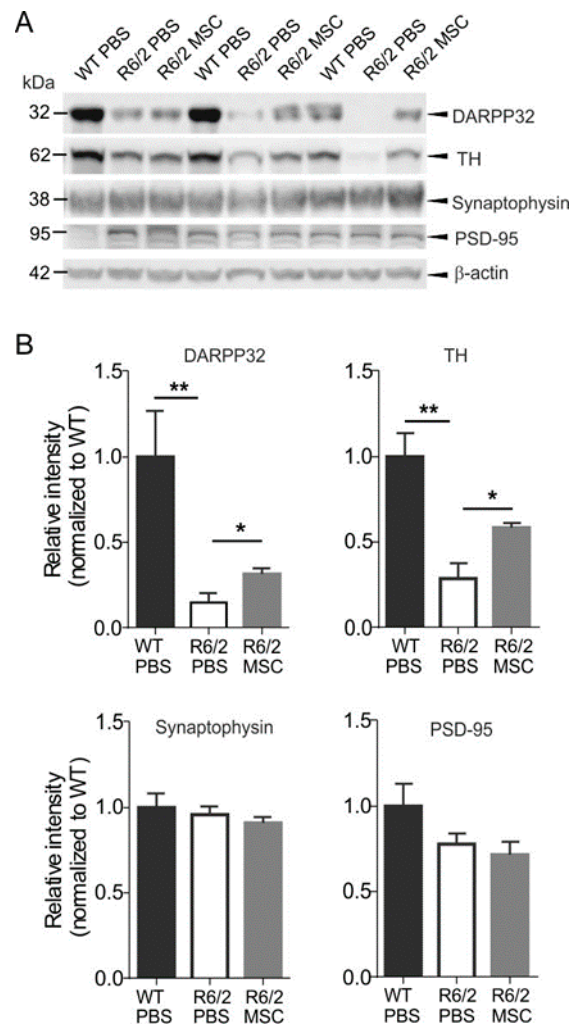 A
WT PBS R6/2 PBS R6/2 MSC WT PBS R6/2 PBS R6/2 MSC WT PBS R6/2 PBS R6/2 MSC
kDa
32 DARPP32
62 TH
38 Synaptophysin
95 PSD-95
42 β-actin
B
DARPP32
Relative intensity
(normalized to WT)
1.5
1.0
0.5
0.0
**
*
WT
PBS
R6/2
PBS
R6/2
MSC
TH
1.5
1.0
0.5
0.0
**
*
WT
PBS
R6/2
PBS
R6/2
MSC
Synaptophysin
Relative intensity
(normalized to WT)
1.5
1.0
0.5
0.0
WT
PBS
R6/2
PBS
R6/2
MSC
PSD-95
1.5
1.0
0.5
0.0
WT
PBS
R6/2
PBS
R6/2
MSC